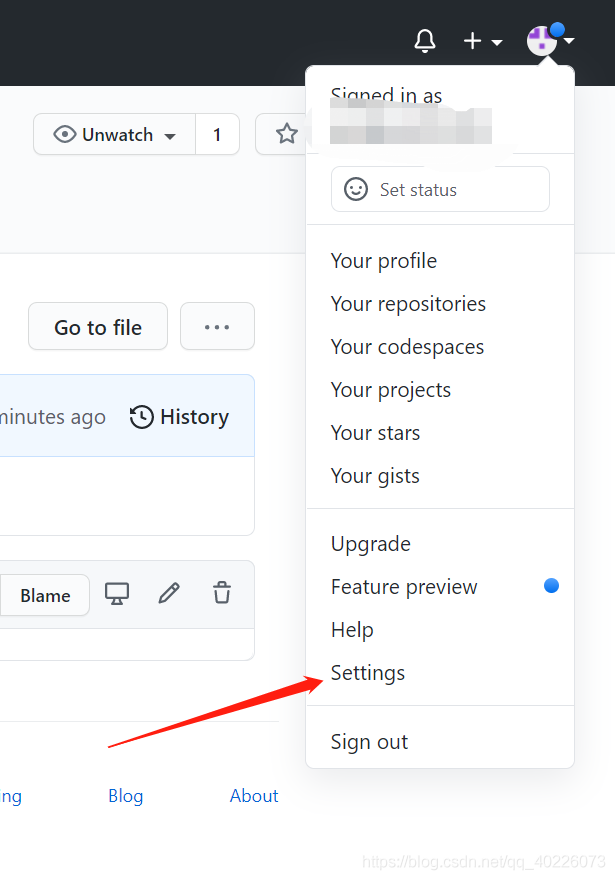 Signed in as
Unwatch
1
Set status
Your profile
Your repositories
Go to file
Your codespaces
Your projects
minutes ago
History
Your stars
Your gists
Upgrade
Feature preview
Blame
Help
Settings
Sign out
ing
Blog
About
https://blog.csdn.net/qq_40226073